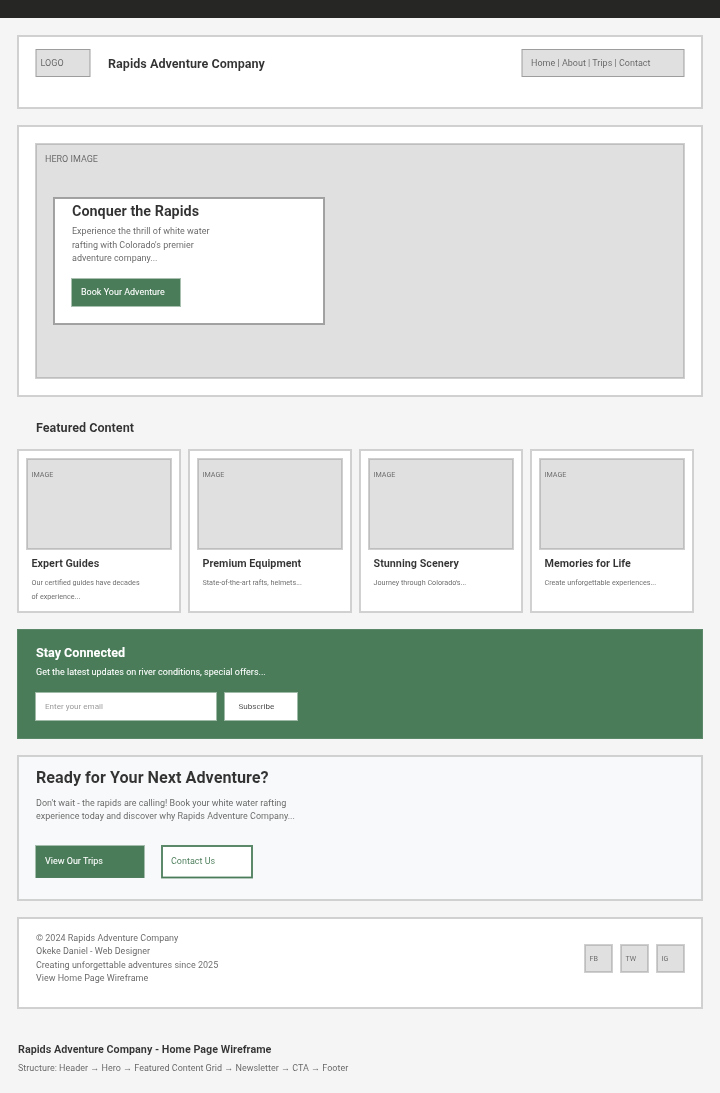 LOGO
Rapids Adventure Company
Home | About | Trips | Contact
HERO IMAGE
Conquer the Rapids
Experience the thrill of white water
rafting with Colorado's premier
adventure company...
Book Your Adventure
Featured Content
IMAGE
Expert Guides
Our certified guides have decades
of experience...
IMAGE
Premium Equipment
State-of-the-art rafts, helmets...
IMAGE
Stunning Scenery
Journey through Colorado's...
IMAGE
Memories for Life
Create unforgettable experiences...
Stay Connected
Get the latest updates on river conditions, special offers...
Enter your email
Subscribe
Ready for Your Next Adventure?
Don't wait - the rapids are calling! Book your white water rafting
experience today and discover why Rapids Adventure Company...
View Our Trips
Contact Us
© 2024 Rapids Adventure Company
Okeke Daniel - Web Designer
Creating unforgettable adventures since 2025
View Home Page Wireframe
FB
TW
IG
Rapids Adventure Company - Home Page Wireframe
Structure: Header → Hero → Featured Content Grid → Newsletter → CTA → Footer